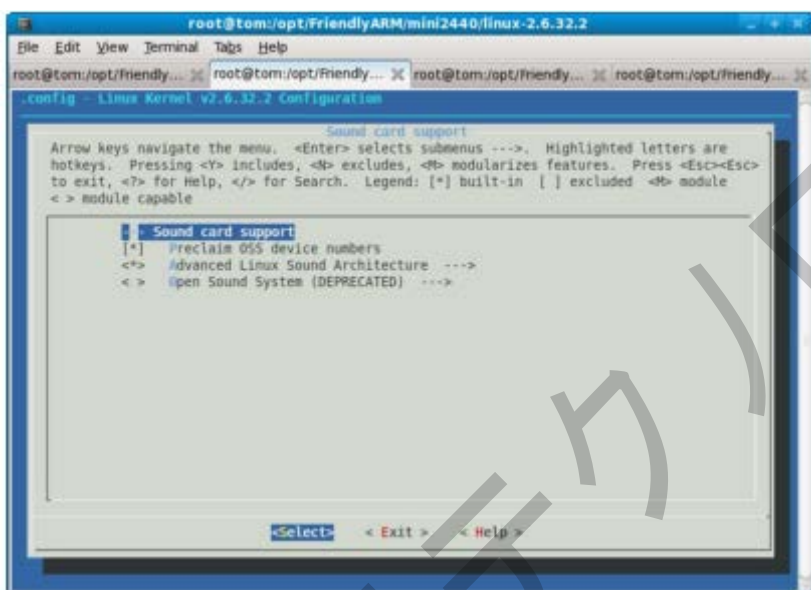 root@tom:/opt/FriendlyARM/mini2440/linux-2.6.32.2
File Edit View Terminal Tabs Help
root@tom:/opt/friendly... root@tom:/opt/friendly... root@tom:/opt/friendly... root@tom:/opt/friendly...
.config - Linux Kernel v2.6.32.2 Configuration
Sound card support
Arrow keys navigate the menu. <Enter> selects submenus --->. Highlighted letters are
hotkeys. Pressing <Y> includes, <N> excludes, <M> modularizes features. Press <Esc><Esc>
to exit, <?> for Help, </> for Search. Legend: [*] built-in [ ] excluded <M> module
< > module capable
- - Sound card support
[*] Preclaim OSS device numbers
<*> Advanced Linux Sound Architecture --->
< > Open Sound System (DEPRECATED) --->
<Select> < Exit > < Help >
テク